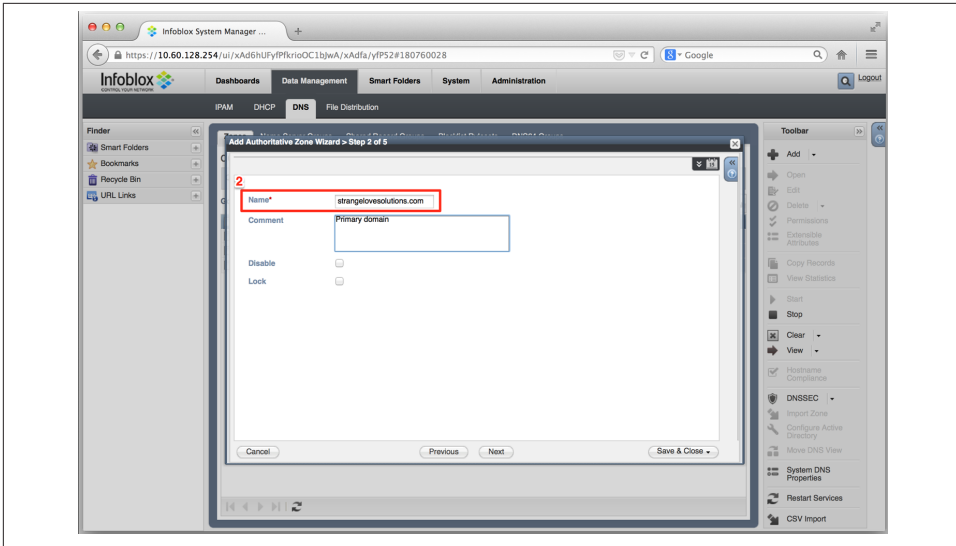 Infoblox System Manager ...
+
https://10.60.128.254/ui/xAd6hUFyfPfkrioOC1bJwA/xAdfa/yfPS2#180760028
Google
Infoblox
CONTROL YOUR NETWORK
Dashboards
Data Management
Smart Folders
System
Administration
Logout
IPAM
DHCP
DNS
File Distribution
Finder
Smart Folders
Bookmarks
Recycle Bin
URL Links
Add Authoritative Zone Wizard > Step 2 of 5
2
Name*
strangelovesolutions.com
Comment
Primary domain
Disable
Lock
Cancel
Previous
Next
Save & Close
Toolbar
Add
Open
Edit
Delete
Permissions
Extensible
Attributes
Copy Records
View Statistics
Start
Stop
Clear
View
Hostname
Compliance
DNSSEC
Import Zone
Configure Active
Directory
Move DNS View
System DNS
Properties
Restart Services
CSV Import